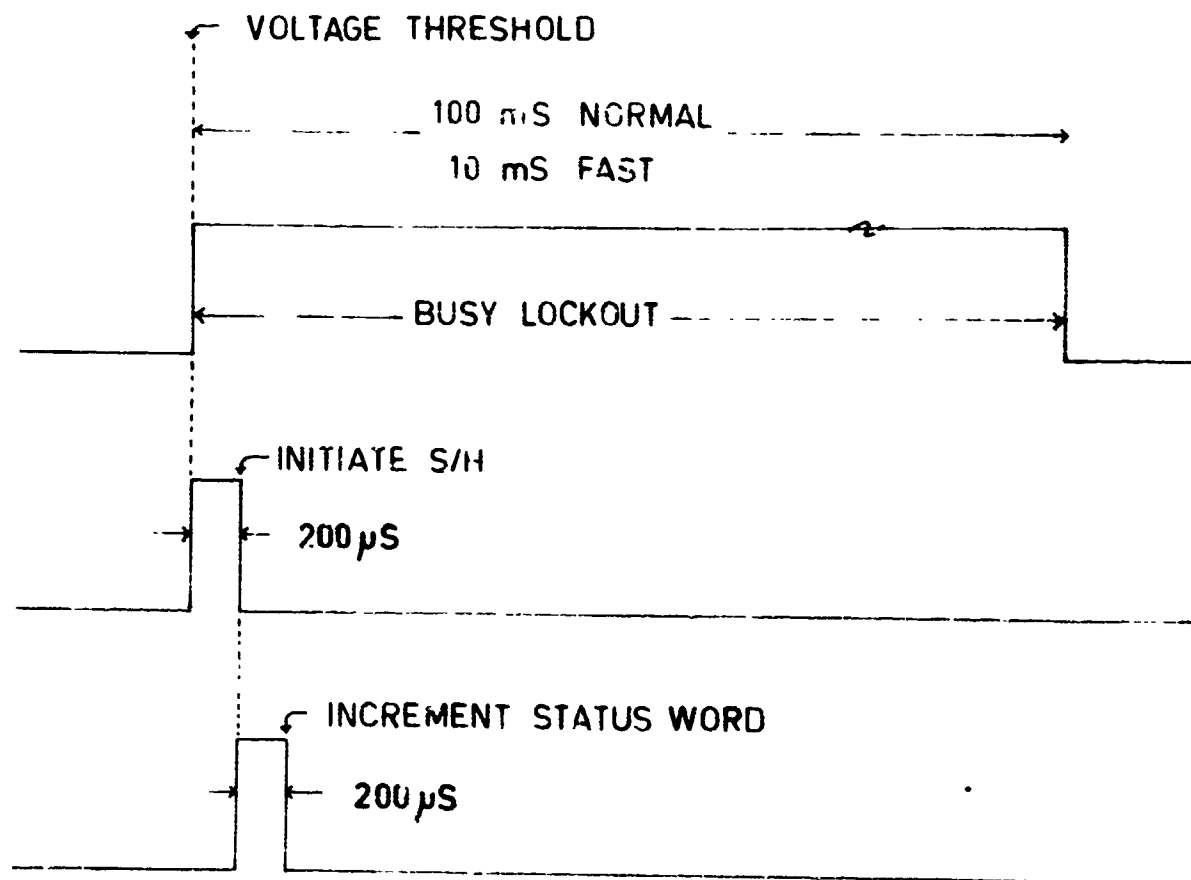 VOLTAGE THRESHOLD
100 mS NORMAL
10 mS FAST
BUSY LOCKOUT
INITIATE S/H
200 µS
INCREMENT STATUS WORD
200 µS